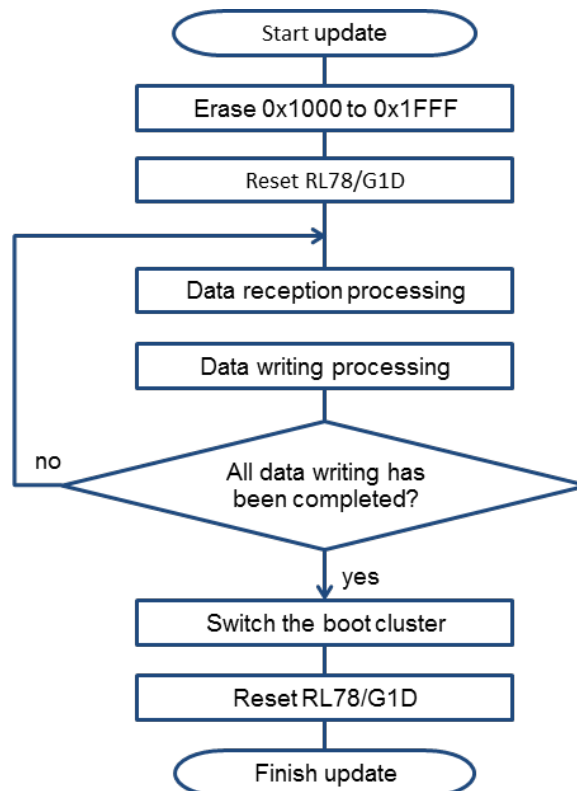 Start update
Erase 0x1000 to 0x1FFF
Reset RL78/G1D
Data reception processing
Data writing processing
no
All data writing has
been completed?
yes
Switch the boot cluster
Reset RL78/G1D
Finish update